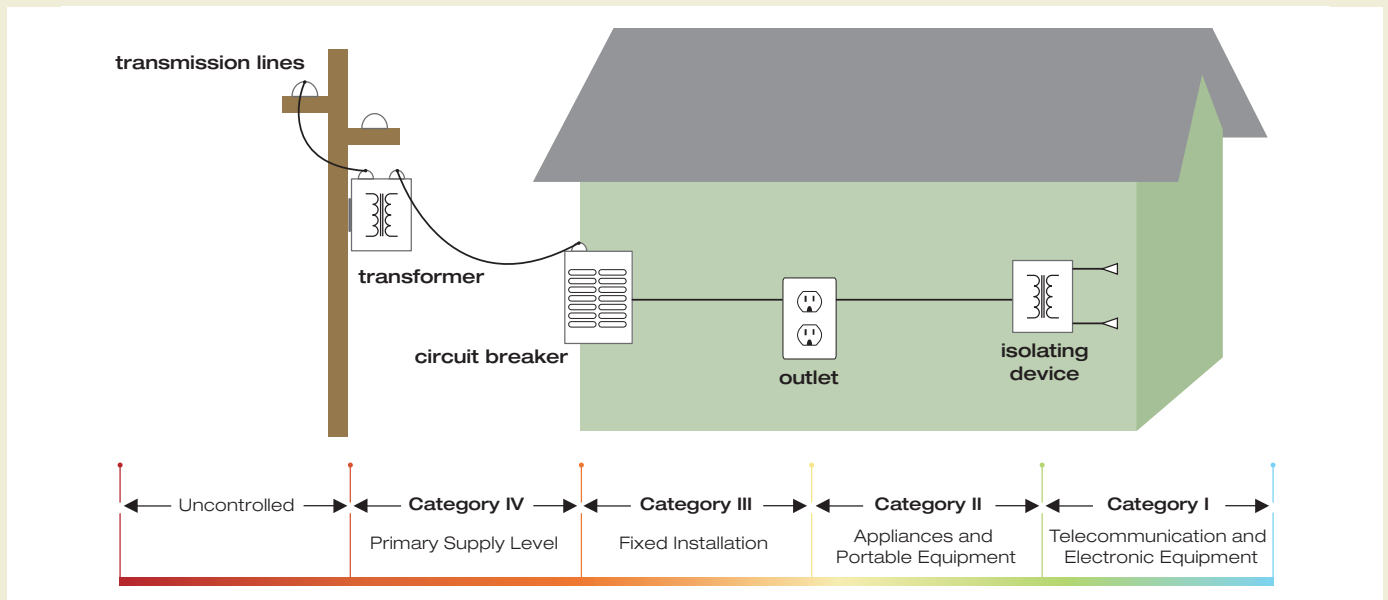 transmission lines
transformer
circuit breaker
outlet
isolating
device
Uncontrolled
Category IV
Primary Supply Level
Category III
Fixed Installation
Category II
Appliances and
Portable Equipment
Category I
Telecommunication and
Electronic Equipment